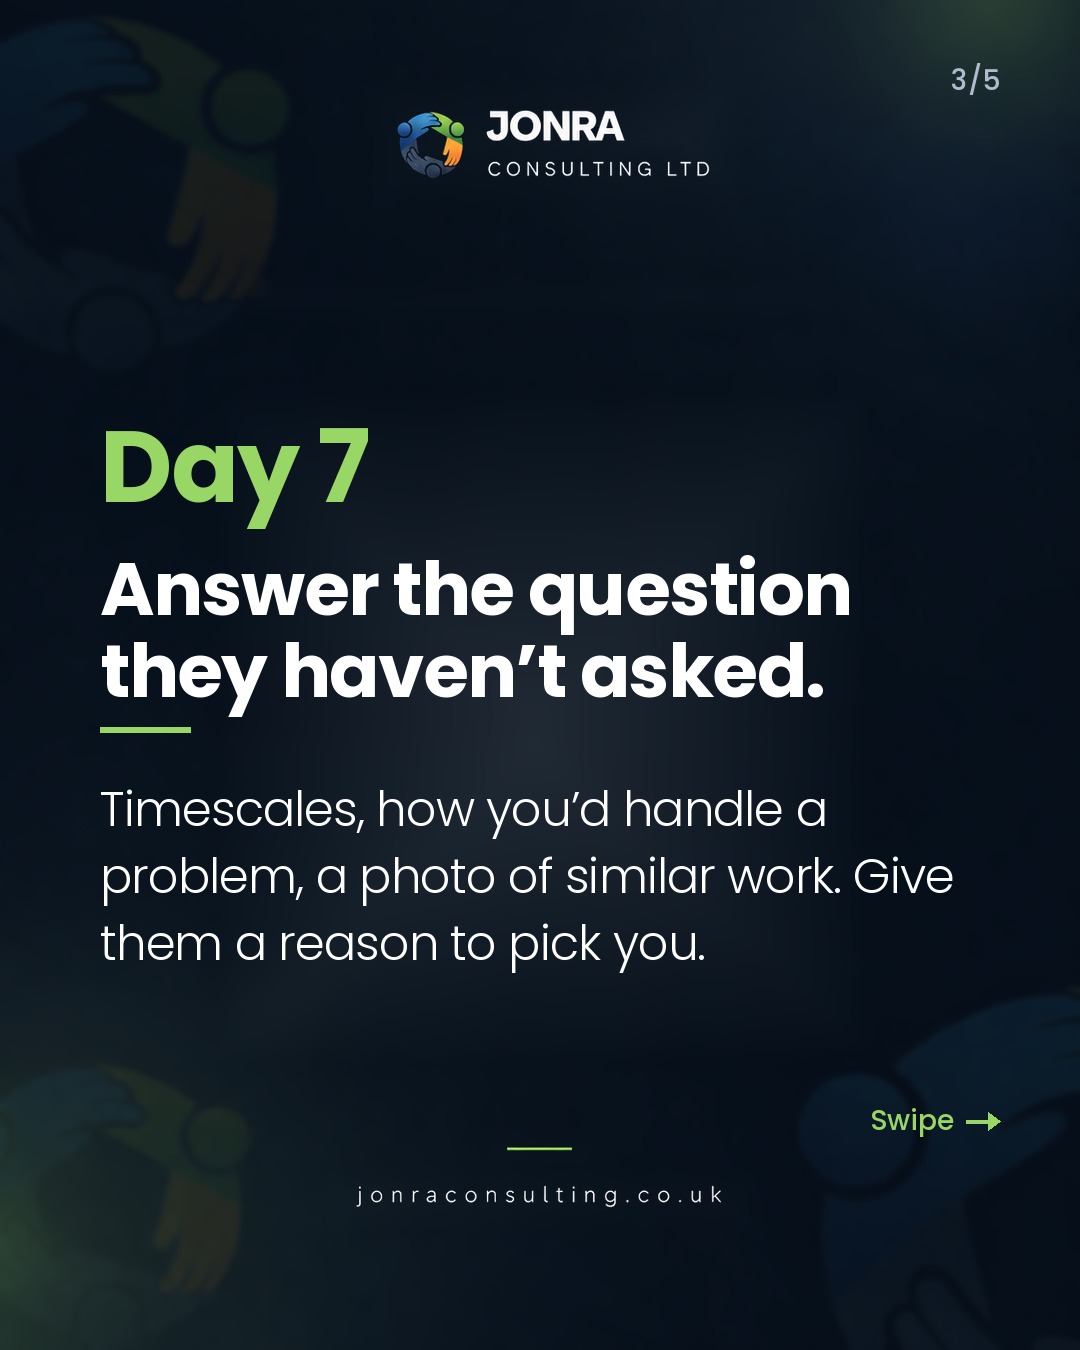 3/5
JONRA
CONSULTING LTD
Day 7
Answer the question
they haven’t asked.
Timescales, how you’d handle a
problem, a photo of similar work. Give
them a reason to pick you.
Swipe
jonraconsulting.co.uk